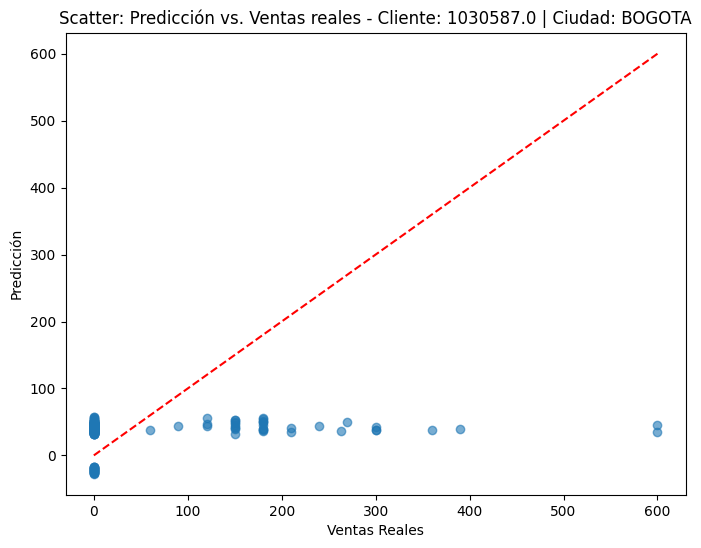 Scatter: Predicción vs. Ventas reales - Cliente: 1030587.0 | Ciudad: BOGOTA
600
500
400
300
200
100
0
Predicción
0 100 200 300 400 500 600
Ventas Reales